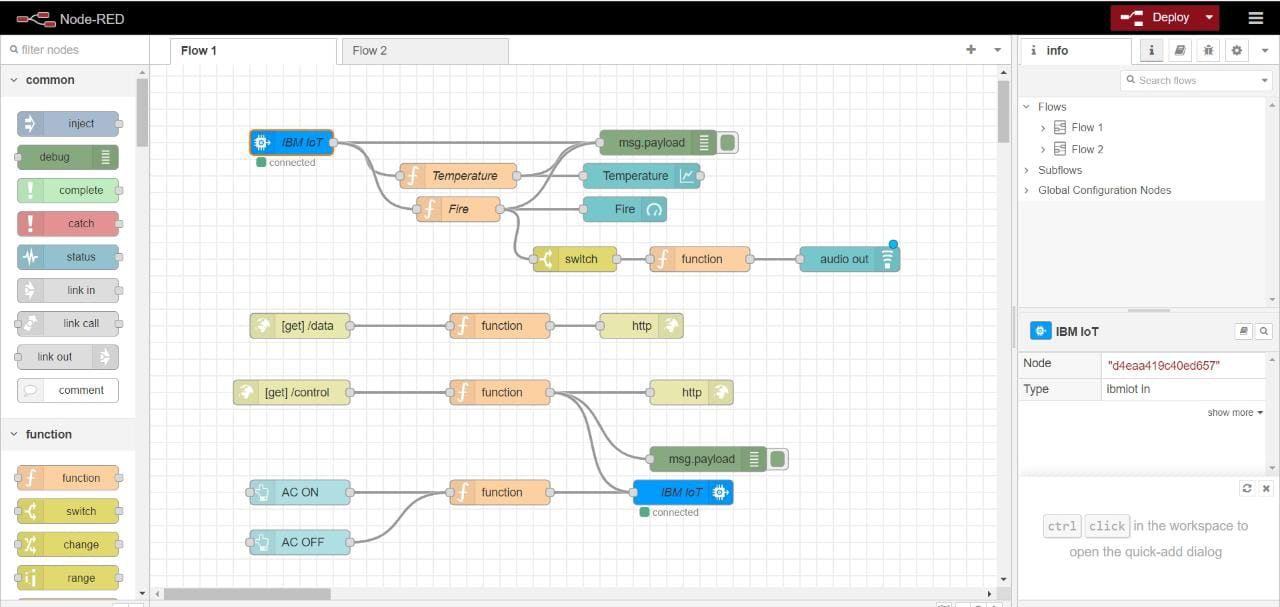 Node-RED
Deploy
filter nodes
common
inject
debug
complete
catch
status
link in
link call
link out
comment
function
function
switch
change
range
Flow 1
Flow 2
IBM IoT
connected
msg.payload
Temperature
Temperature
Fire
Fire
switch
function
audio out
[get] /data
function
http
[get] /control
function
http
msg.payload
AC ON
function
IBM IoT
connected
AC OFF
i info
Search flows
Flows
Flow 1
Flow 2
Subflows
Global Configuration Nodes
IBM IoT
Node "d4eaa419c40ed657"
Type ibmiot in
show more
ctrl click in the workspace to
open the quick-add dialog